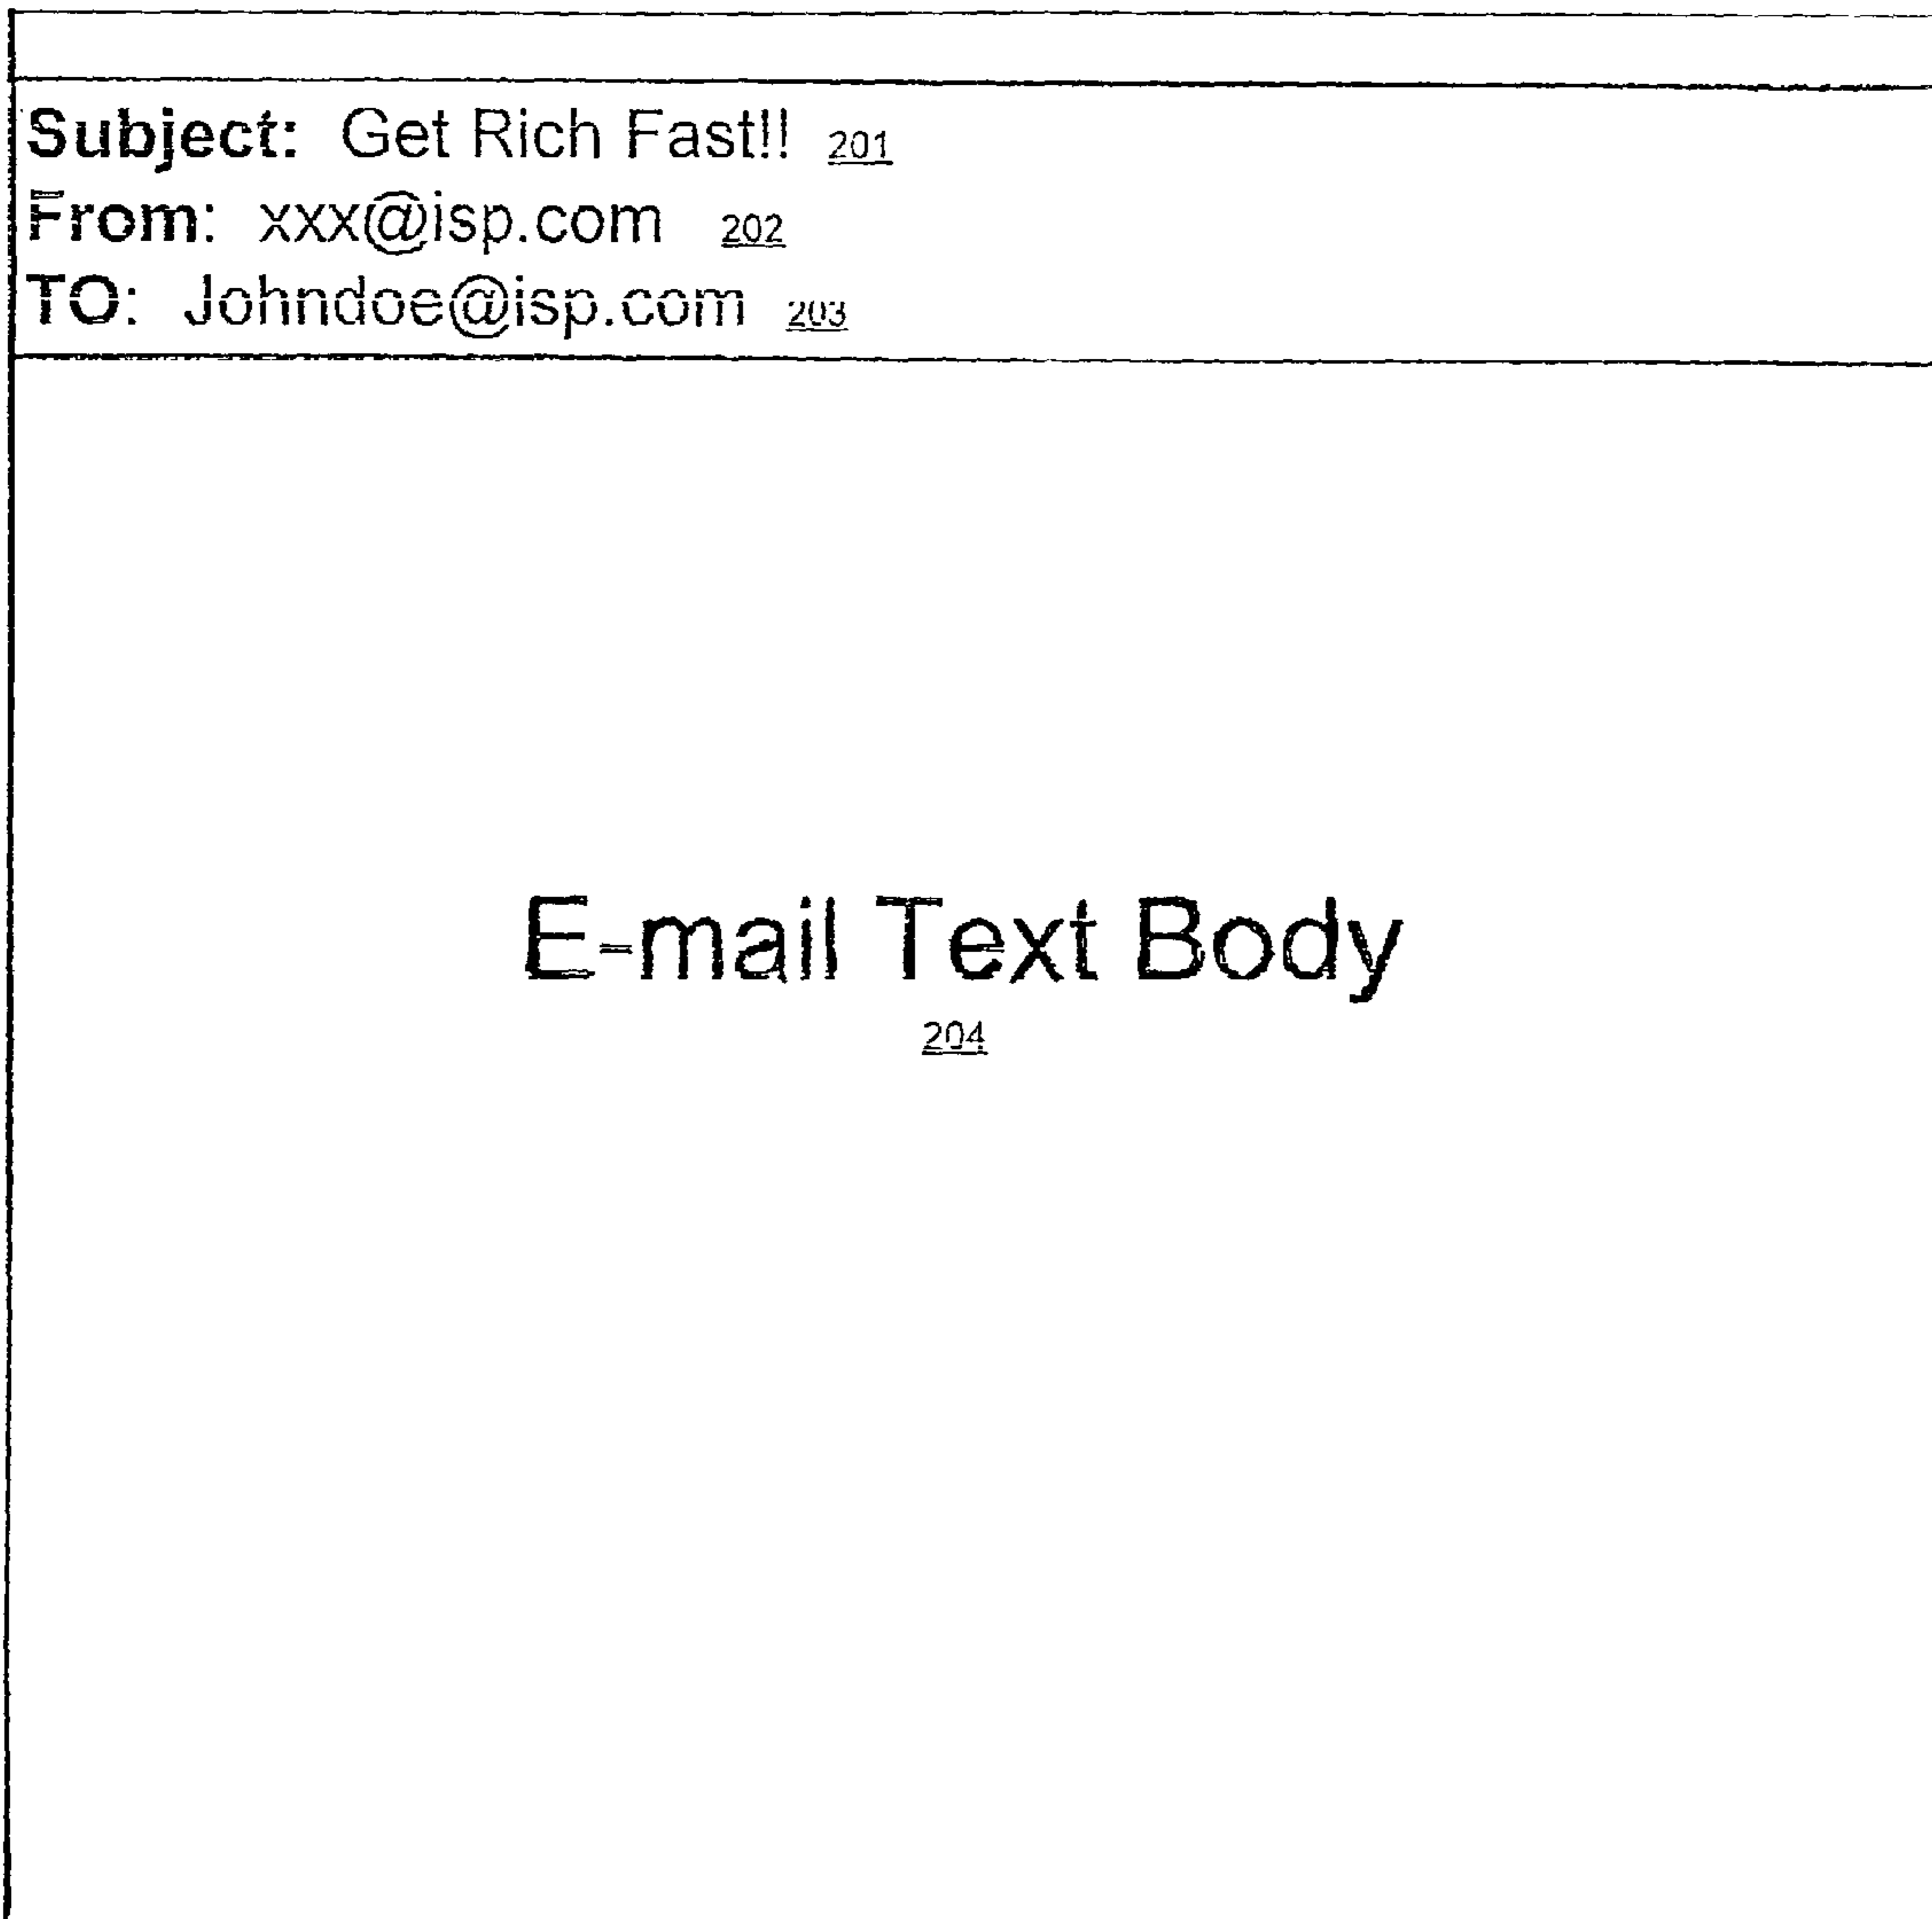 Subject: Get Rich Fast!! 201
From: xxx@isp.com 202
TO: Johndoe@isp.com 203
E-mail Text Body
204